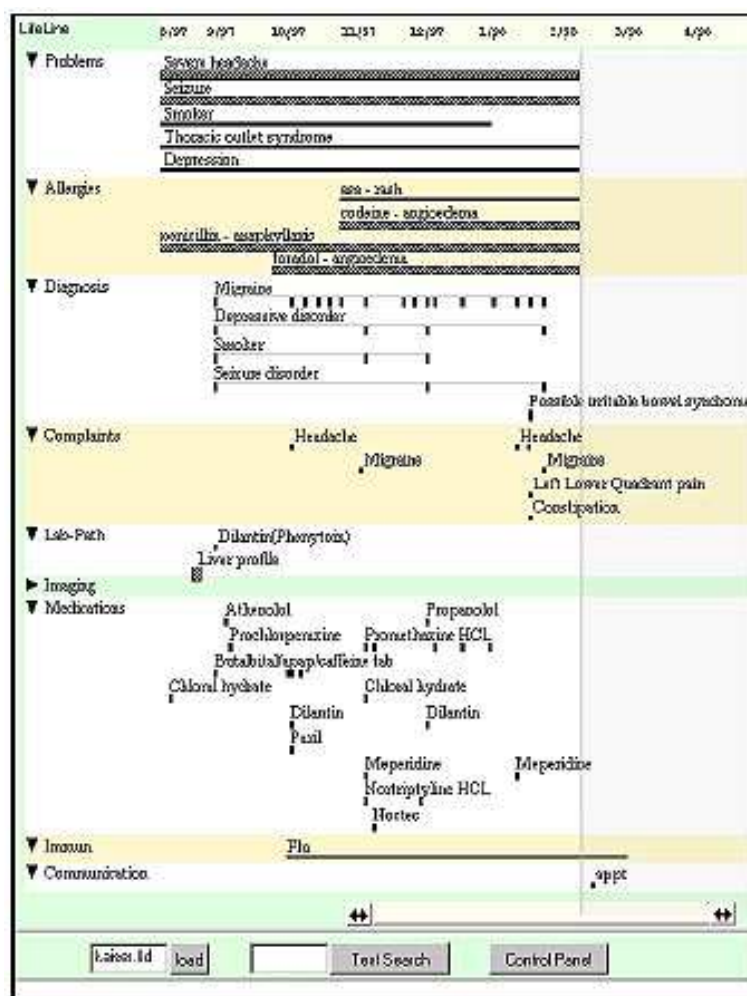 LifeLine 8/97 9/97 10/97 11/97 12/97 1/98 2/98 3/98 4/98
▼ Problems Severe headache
Seizure
Smoker
Thoracic outlet syndrome
Depression
▼ Allergies asa - rash
codeine - angioedema
penicillin - anaphyllaxis
toradol - angioedema
▼ Diagnosis Migraine
Depressive disorder
Smoker
Seizure disorder
Possible irritable bowel syndrome
▼ Complaints Headache Headache
Migraine Migraine
Left Lower Quadrant pain
Constipation
▼ Lab-Path Dilantin(Phenytoin)
Liver profile
▶ Imaging
▼ Medications Athenolol Propanolol
Prochlorperazine Promethazine HCL
Butalbital/apap/caffeine tab
Chloral hydrate Chloral hydrate
Dilantin Dilantin
Paxil
Meperidine Meperidine
Nortriptyline HCL
Nortec
▼ Immun Flu
▼ Communication appt
load Text Search Control Panel